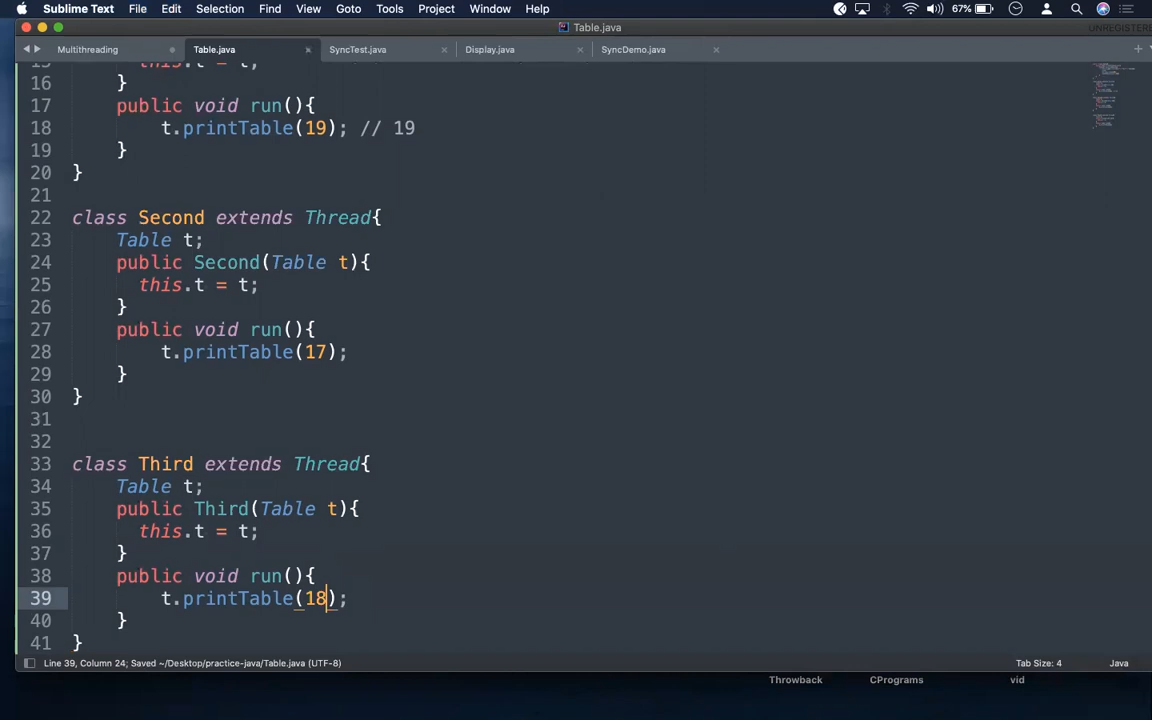 Sublime Text File Edit Selection Find View Goto Tools Project Window Help 67%
Table.java UNREGISTERED
Multithreading Table.java SyncTest.java Display.java SyncDemo.java
15 this.t = t;
16 }
17 public void run(){
18 t.printTable(19); // 19
19 }
20 }
21
22 class Second extends Thread{
23 Table t;
24 public Second(Table t){
25 this.t = t;
26 }
27 public void run(){
28 t.printTable(17);
29 }
30 }
31
32
33 class Third extends Thread{
34 Table t;
35 public Third(Table t){
36 this.t = t;
37 }
38 public void run(){
39 t.printTable(18);
40 }
41 }
Line 39, Column 24; Saved ~/Desktop/practice-java/Table.java (UTF-8) Tab Size: 4 Java
Throwback CPrograms vid